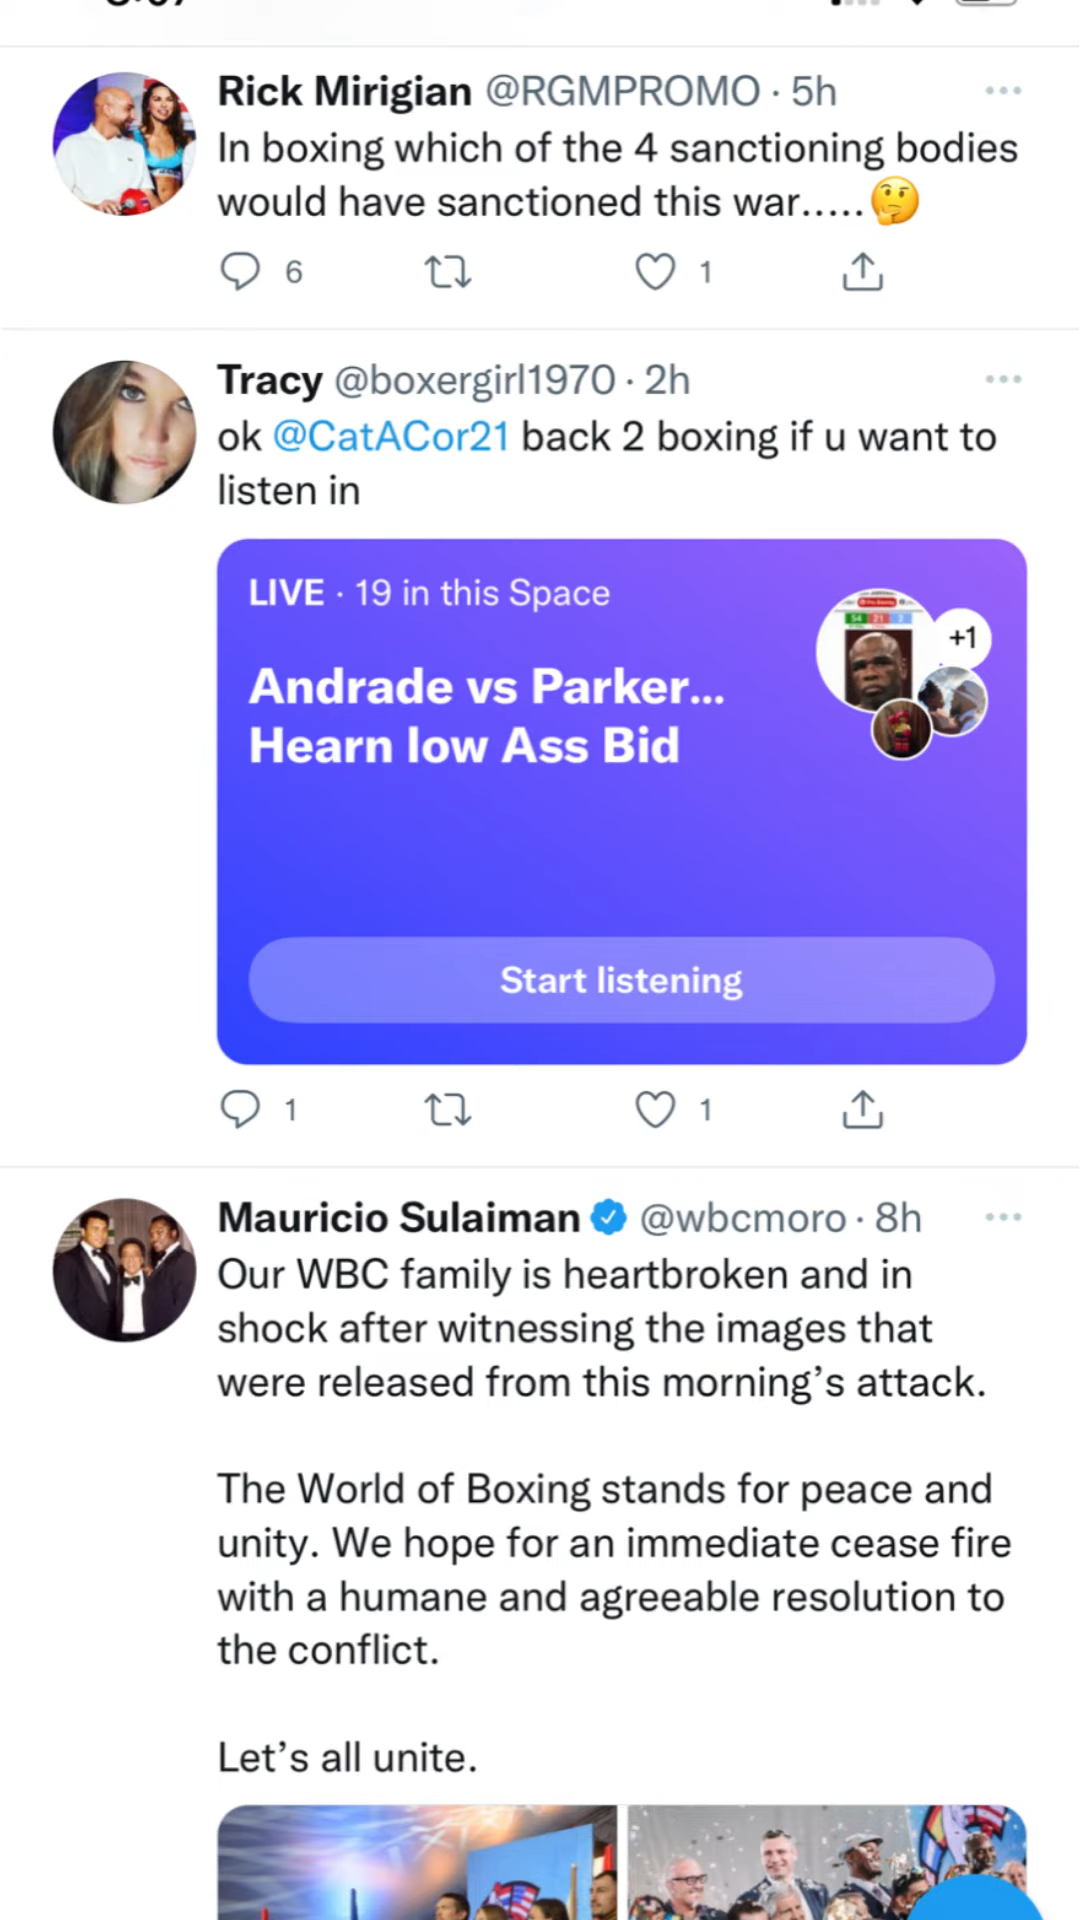 Rick Mirigian @RGMPROMO · 5h
In boxing which of the 4 sanctioning bodies
would have sanctioned this war.....🤔
6
1
Tracy @boxergirl1970 · 2h
ok @CatACor21 back 2 boxing if u want to
listen in
LIVE · 19 in this Space
+1
Andrade vs Parker...
Hearn low Ass Bid
Start listening
1
1
Mauricio Sulaiman @wbcmoro · 8h
Our WBC family is heartbroken and in
shock after witnessing the images that
were released from this morning’s attack.
The World of Boxing stands for peace and
unity. We hope for an immediate cease fire
with a humane and agreeable resolution to
the conflict.
Let’s all unite.